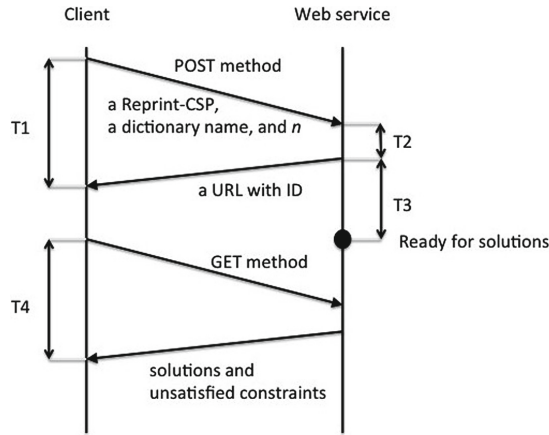 Client
Web service
POST method
a Reprint-CSP,
a dictionary name, and n
T1
T2
a URL with ID
T3
Ready for solutions
GET method
T4
solutions and
unsatisfied constraints